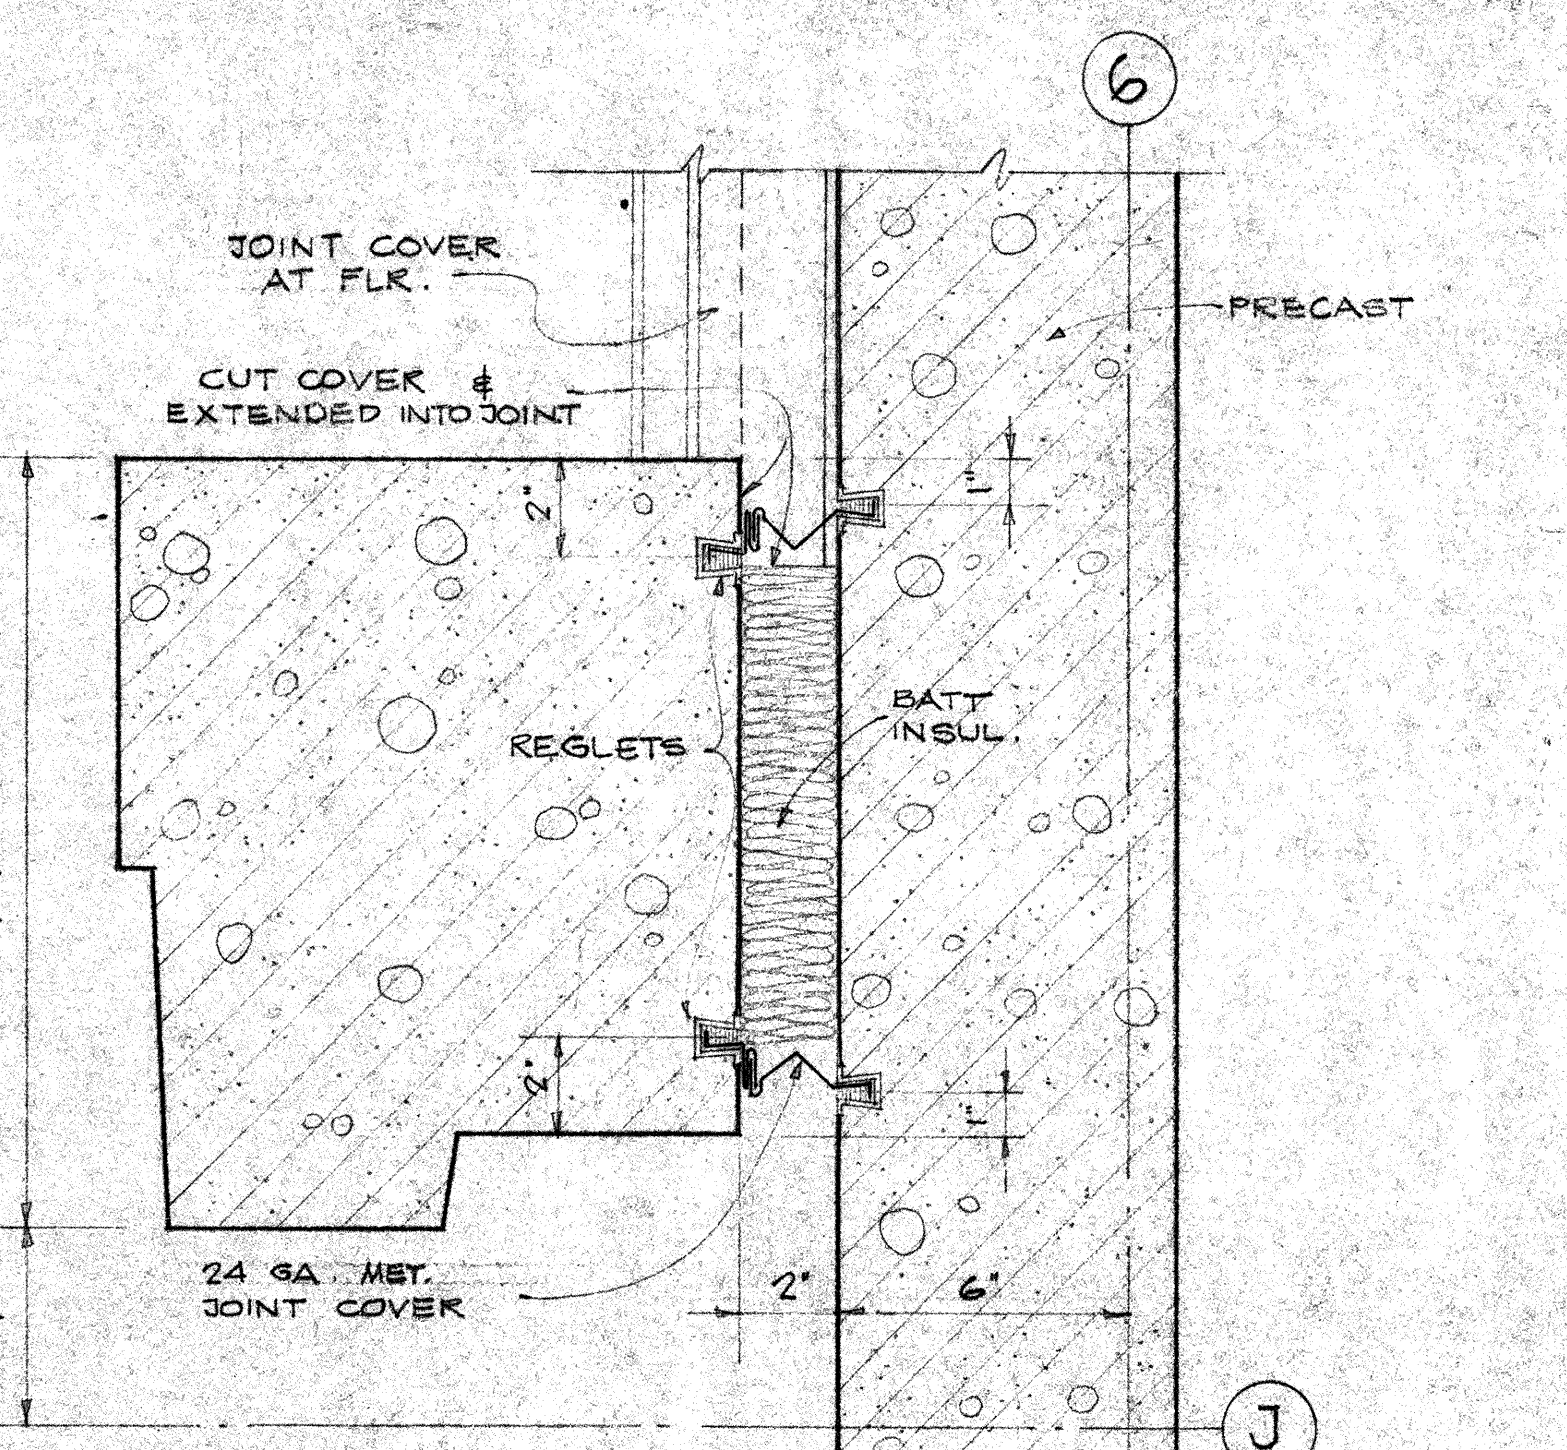 6
JOINT COVER
AT FLR.
PRECAST
CUT COVER &
EXTENDED INTO JOINT
1"
2"
BATT
INSUL.
REGLETS
2"
1"
24 GA. MET.
JOINT COVER
2"
6"
J